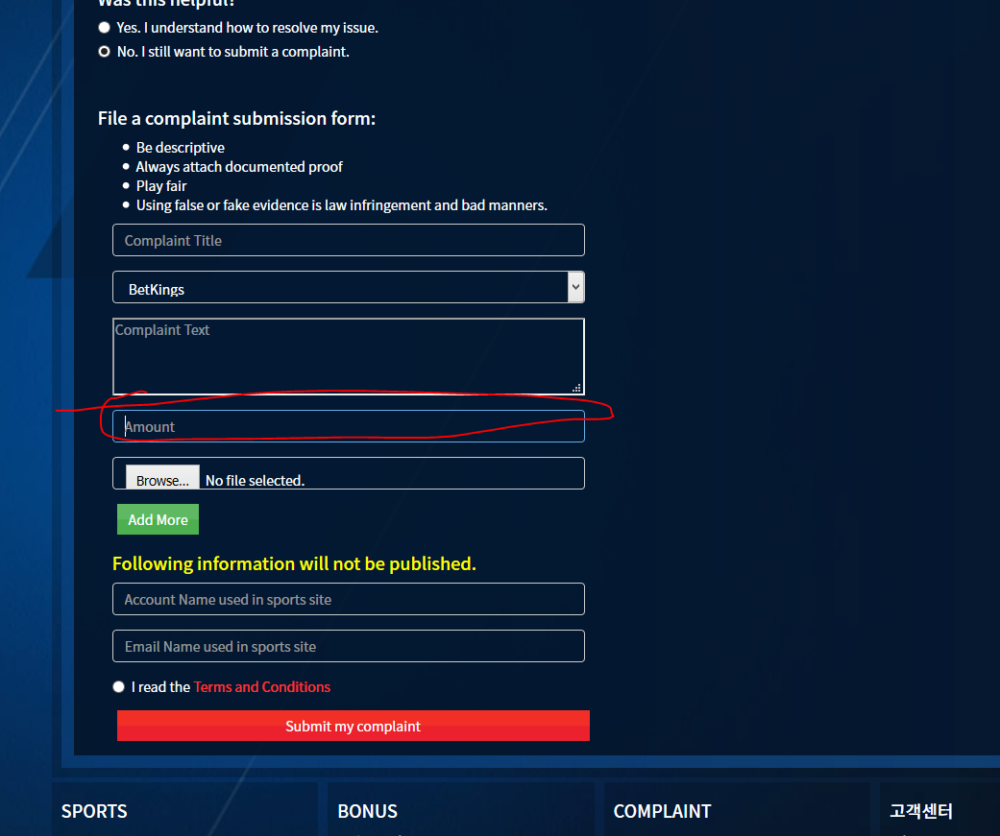 Was this helpful?
Yes. I understand how to resolve my issue.
No. I still want to submit a complaint.
File a complaint submission form:
Be descriptive
Always attach documented proof
Play fair
Using false or fake evidence is law infringement and bad manners.
Complaint Title
BetKings
Complaint Text
Amount
Browse... No file selected.
Add More
Following information will not be published.
Account Name used in sports site
Email Name used in sports site
I read the Terms and Conditions
Submit my complaint
SPORTS BONUS COMPLAINT 고객센터